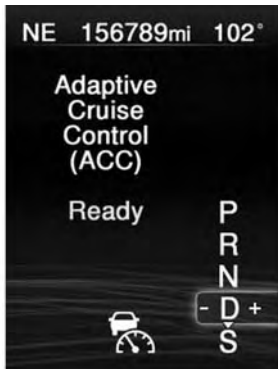 NE 156789mi 102°
Adaptive
Cruise
Control
(ACC)
Ready
P
R
N
- D +
S